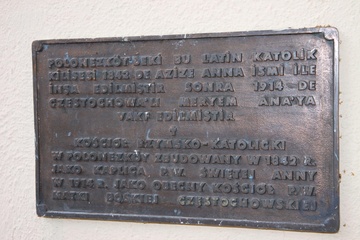 POLONEZKÖY'DEKİ BU LATİN KATOLİK
KİLİSESİ 1842 DE AZİZE ANNA İSMİ İLE
İNŞA EDİLMİŞTİR SONRA 1914 DE
CZESTOCHOWA'LI MERYEM ANA'YA
VAKF EDİLMİŞTİR
KOŚCIÓŁ RZYMSKO-KATOLICKI
W POLONEZKÖY ZBUDOWANY W 1842 R.
JAKO KAPLICA P.W. ŚWIĘTEJ ANNY
W 1914 R. JAKO OBECNY KOŚCIÓŁ P.W.
MATKI BOSKIEJ CZĘSTOCHOWSKIEJ